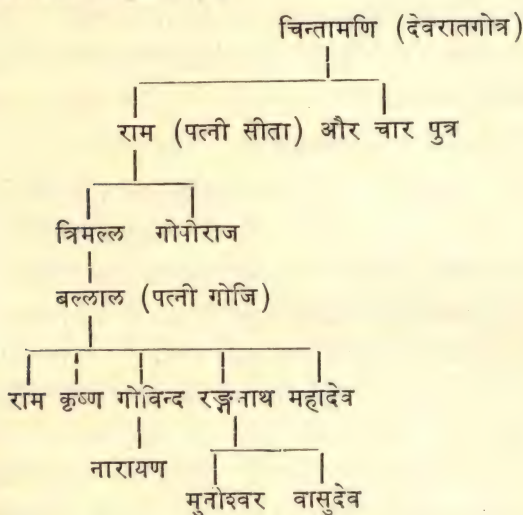 चिन्तामणि (देवरातगोत्र)
राम (पत्नी सीता) और चार पुत्र
त्रिमल्ल गोपोराज
बल्लाल (पत्नी गोजि)
राम कृष्ण गोविन्द रङ्गनाथ महादेव
नारायण
मुनोश्वर वासुदेव